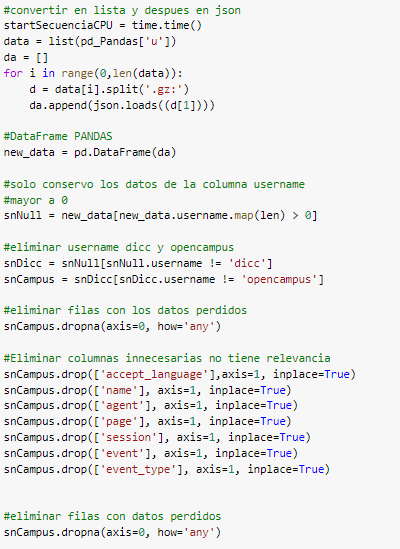 #convertir en lista y despues en json
startSecuenciaCPU = time.time()
data = list(pd_Pandas['u'])
da = []
for i in range(0,len(data)):
    d = data[i].split('.gz:')
    da.append(json.loads((d[1])))

#DataFrame PANDAS
new_data = pd.DataFrame(da)

#solo conservo los datos de la columna username
#mayor a 0
snNull = new_data[new_data.username.map(len) > 0]

#eliminar username dicc y opencampus
snDicc = snNull[snNull.username != 'dicc']
snCampus = snDicc[snDicc.username != 'opencampus']

#eliminar filas con los datos perdidos
snCampus.dropna(axis=0, how='any')

#Eliminar columnas innecesarias no tiene relevancia
snCampus.drop(['accept_language'],axis=1, inplace=True)
snCampus.drop(['name'], axis=1, inplace=True)
snCampus.drop(['agent'], axis=1, inplace=True)
snCampus.drop(['page'], axis=1, inplace=True)
snCampus.drop(['session'], axis=1, inplace=True)
snCampus.drop(['event'], axis=1, inplace=True)
snCampus.drop(['event_type'], axis=1, inplace=True)


#eliminar filas con datos perdidos
snCampus.dropna(axis=0, how='any')